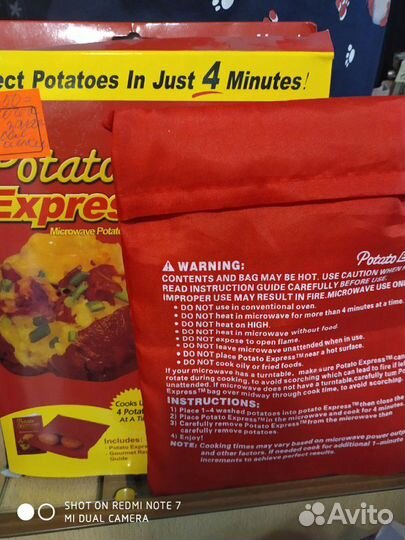 ect Potatoes In Just 4 Minutes!
Potato
Express
Microwave Potato
Cooks U
4 Potat
At A Ti
Includes:
• Potato Expre
• Gourmet Re
Guide
Potato E
⚠ WARNING:
CONTENTS AND BAG MAY BE HOT. USE CAUTION WHEN
READ INSTRUCTION GUIDE CAREFULLY BEFORE USE.
IMPROPER USE MAY RESULT IN FIRE. MICROWAVE USE ONL
• DO NOT use in conventional oven.
• DO NOT heat in microwave for more than 4 minutes at a time.
• DO NOT heat on HIGH.
• DO NOT heat in microwave without food.
• DO NOT expose to open flame.
• DO NOT leave microwave unattended when in use.
• DO NOT place Potato Express™ near a hot surface.
• DO NOT cook oily or fried foods.
If your microwave has a turntable, make sure Potato Express™ can
rotate during cooking, to avoid scorching which can lead to fire if lef
unattended. If microwave does not have a turntable, carefully turn Po
Express™ bag over midway through cook time, to avoid scorching.
INSTRUCTIONS:
1) Place 1-4 washed potatoes into Potato Express™ then close the
2) Place Potato Express™ in the microwave and cook for 4 minutes.
3) Carefully remove Potato Express™ from the microwave then
carefully remove potatoes.
4) Enjoy!
NOTE: Cooking times may vary based on microwave power outpu
and other factors. If needed cook for additional 1-minute
increments to achieve perfect results.
SHOT ON REDMI NOTE 7
MI DUAL CAMERA
Avito